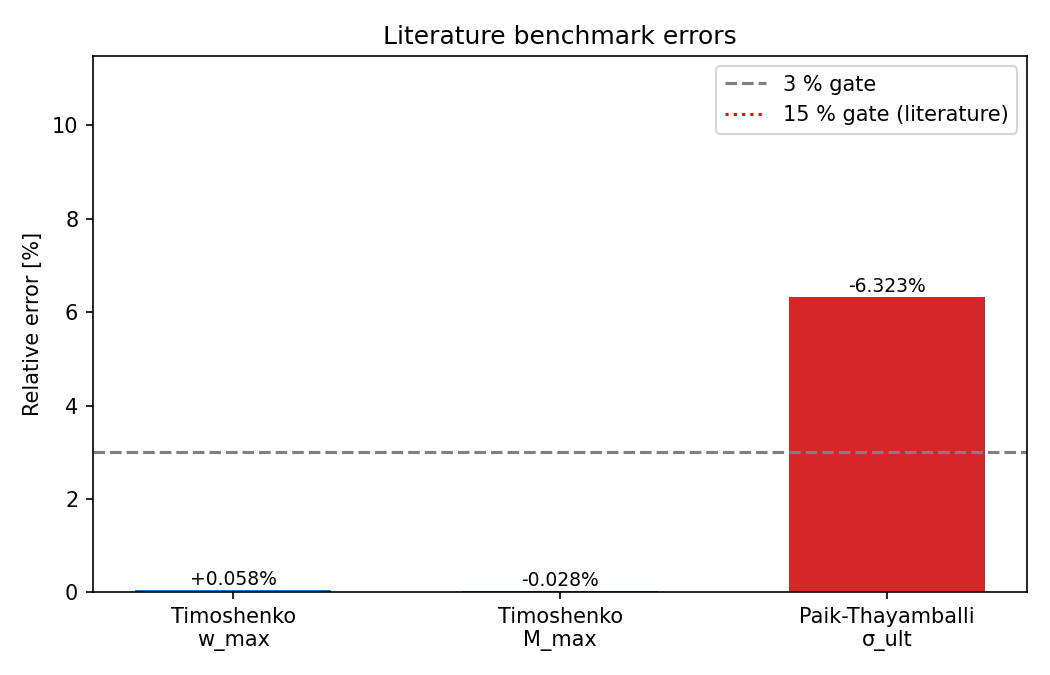 Literature benchmark errors
3 % gate
15 % gate (literature)
Relative error [%]
10
8
6
4
2
0
+0.058%
-0.028%
-6.323%
Timoshenko
w_max
Timoshenko
M_max
Paik-Thayamballi
σ_ult